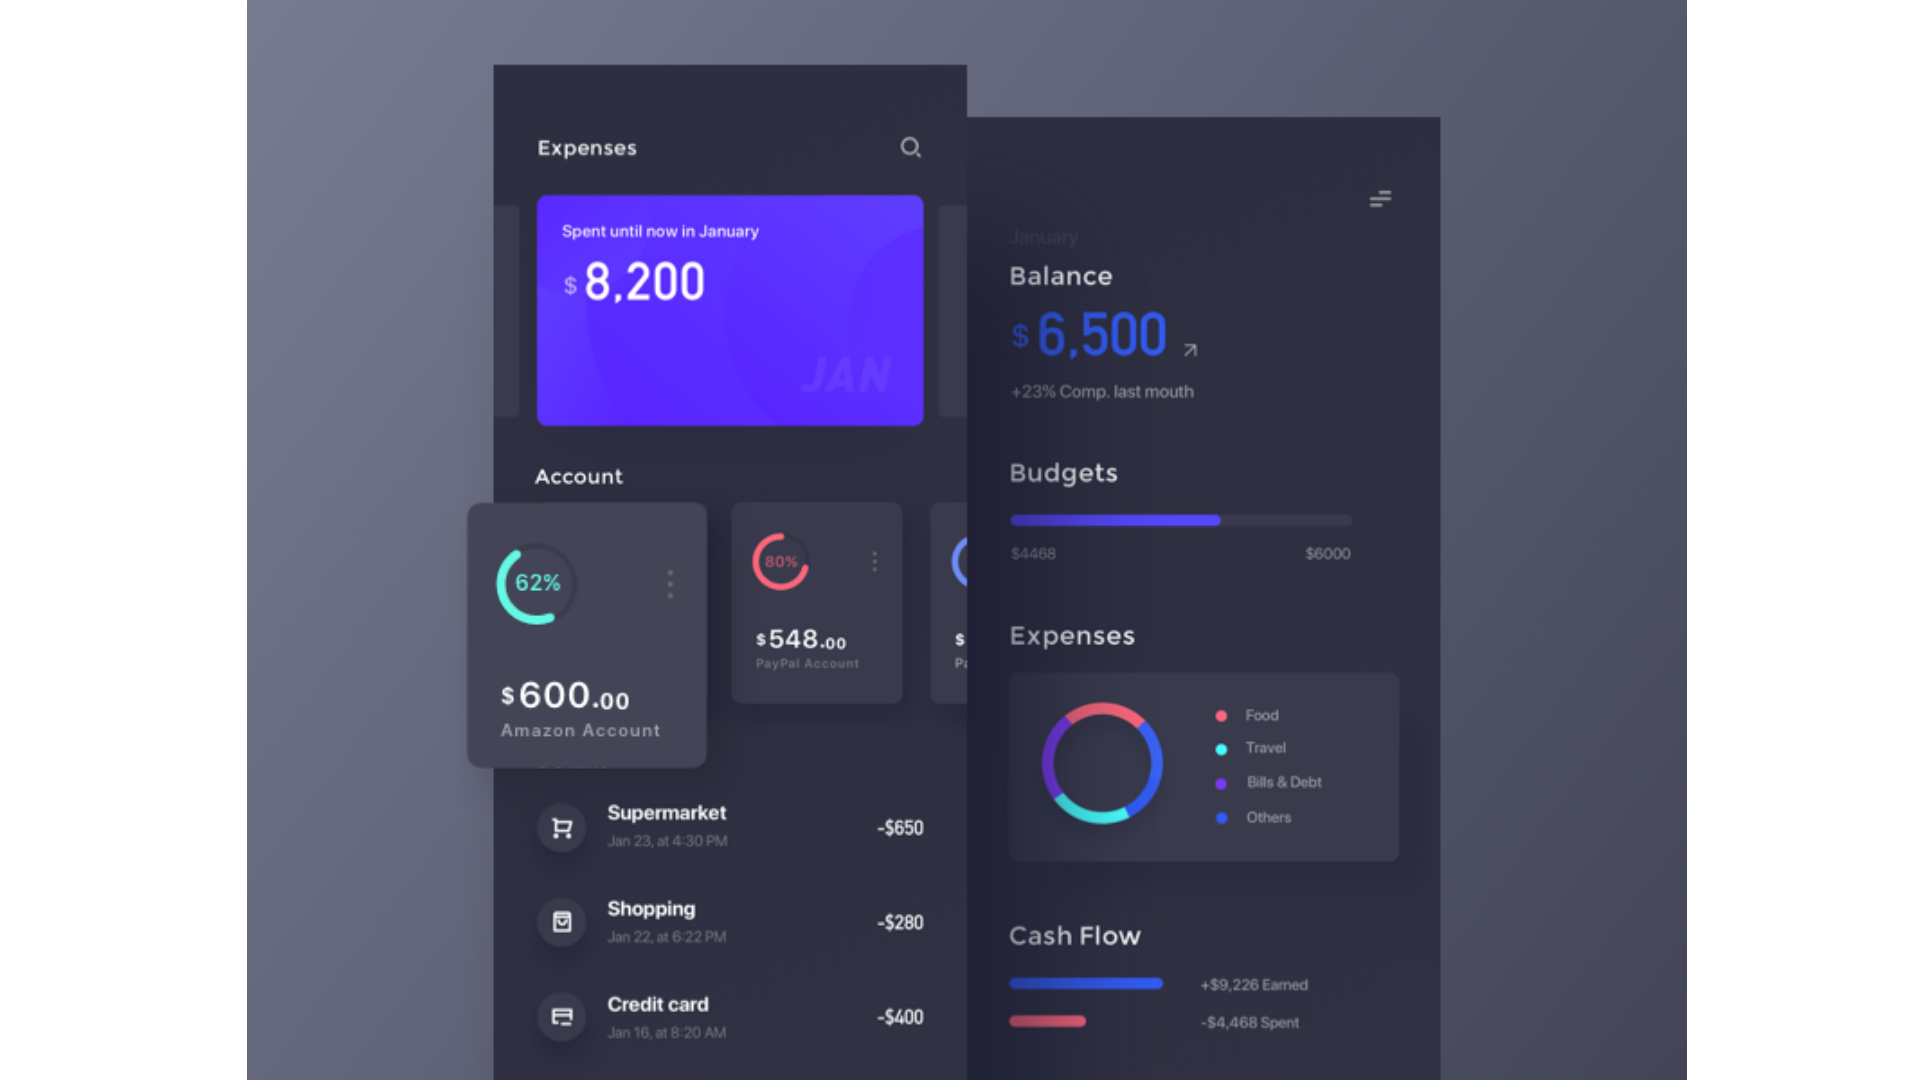 Expenses
Spent until now in January
$ 8,200
JAN
Account
62%
$600.00
Amazon Account
80%
$548.00
PayPal Account
$
Pa
Supermarket
Jan 23, at 4:30 PM
-$650
Shopping
Jan 22, at 6:22 PM
-$280
Credit card
Jan 16, at 8:20 AM
-$400
January
Balance
$ 6,500
+23% Comp. last mouth
Budgets
$4468
$6000
Expenses
Food
Travel
Bills & Debt
Others
Cash Flow
+$9,226 Earned
-$4,468 Spent